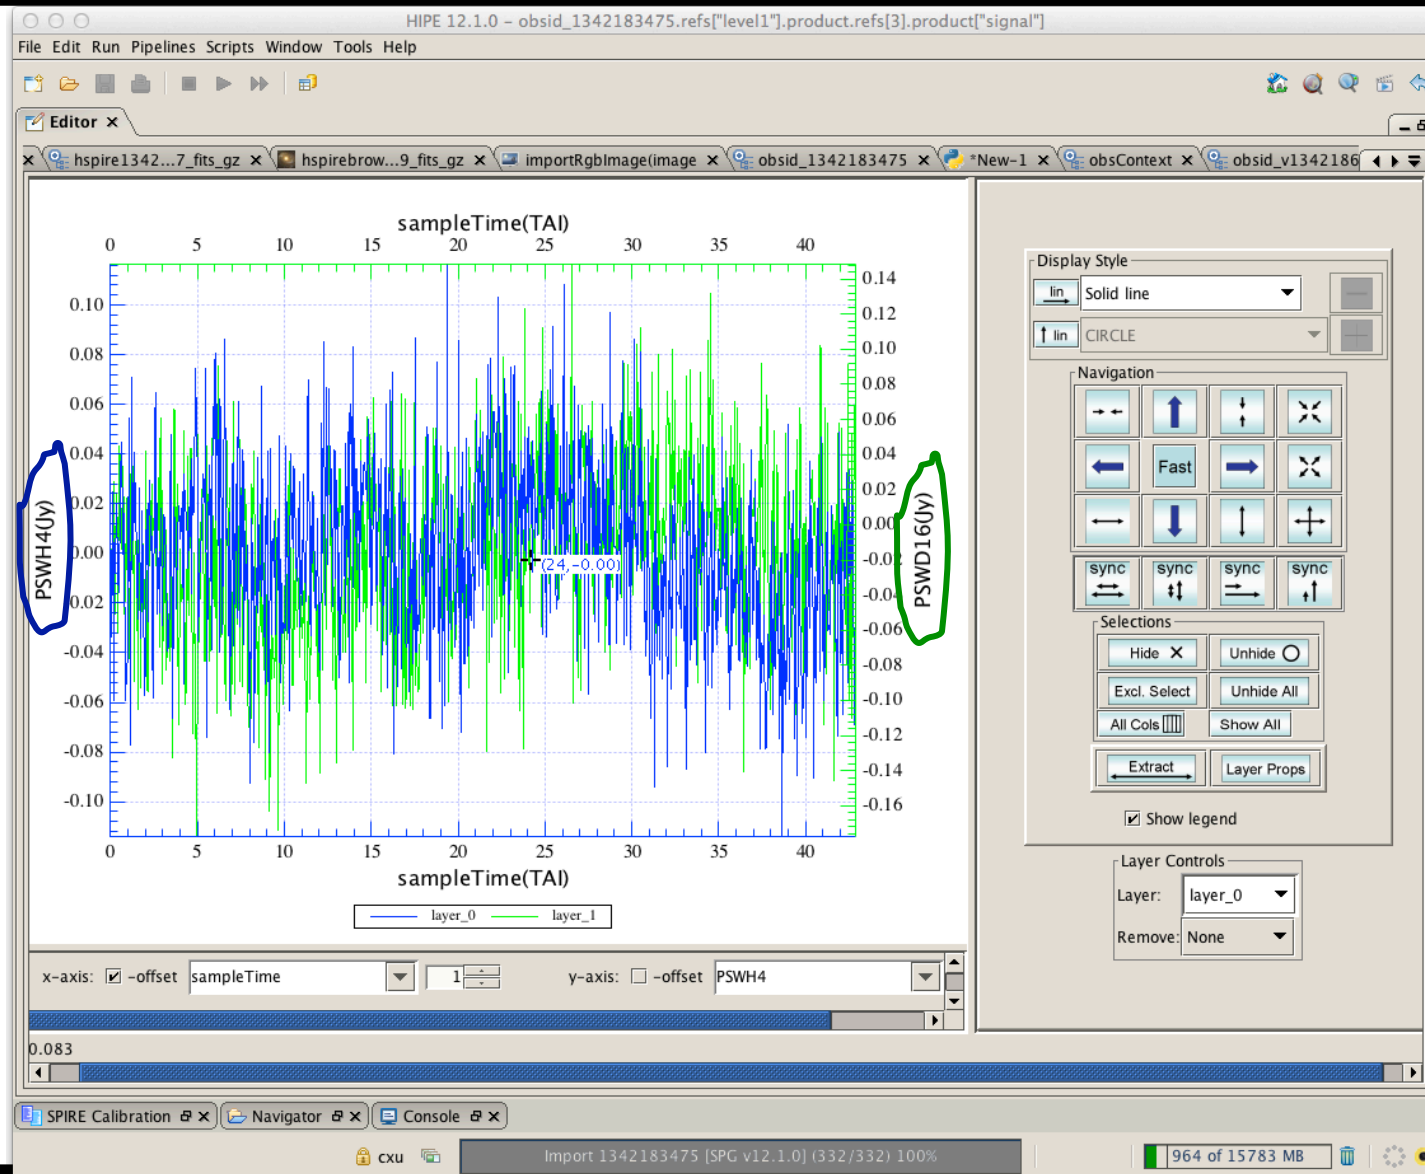 HIPE 12.1.0 – obsid_1342183475.refs["level1"].product.refs[3].product["signal"]
File Edit Run Pipelines Scripts Window Tools Help
Editor ×
× hspire1342...7_fits_gz × hspirebrow...9_fits_gz × importRgbImage(image × obsid_1342183475 × *New-1 × obsContext × obsid_v1342186
sampleTime(TAI)
0 5 10 15 20 25 30 35 40
0.10
0.08
0.06
0.04
0.02
0.00
-0.02
-0.04
-0.06
-0.08
-0.10
PSWH4(Jy)
(24,-0.00)
0.14
0.12
0.10
0.08
0.06
0.04
0.02
0.00
-0.02
-0.04
-0.06
-0.08
-0.10
-0.12
-0.14
-0.16
PSWD16(Jy)
0 5 10 15 20 25 30 35 40
sampleTime(TAI)
layer_0 layer_1
x-axis: -offset sampleTime 1 y-axis: -offset PSWH4
0.083
Display Style
lin Solid line
lin CIRCLE
Navigation
Fast
sync sync sync sync
Selections
Hide X Unhide O
Excl. Select Unhide All
All Cols Show All
Extract Layer Props
Show legend
Layer Controls
Layer: layer_0
Remove: None
SPIRE Calibration × Navigator × Console ×
cxu Import 1342183475 [SPG v12.1.0] (332/332) 100% 964 of 15783 MB